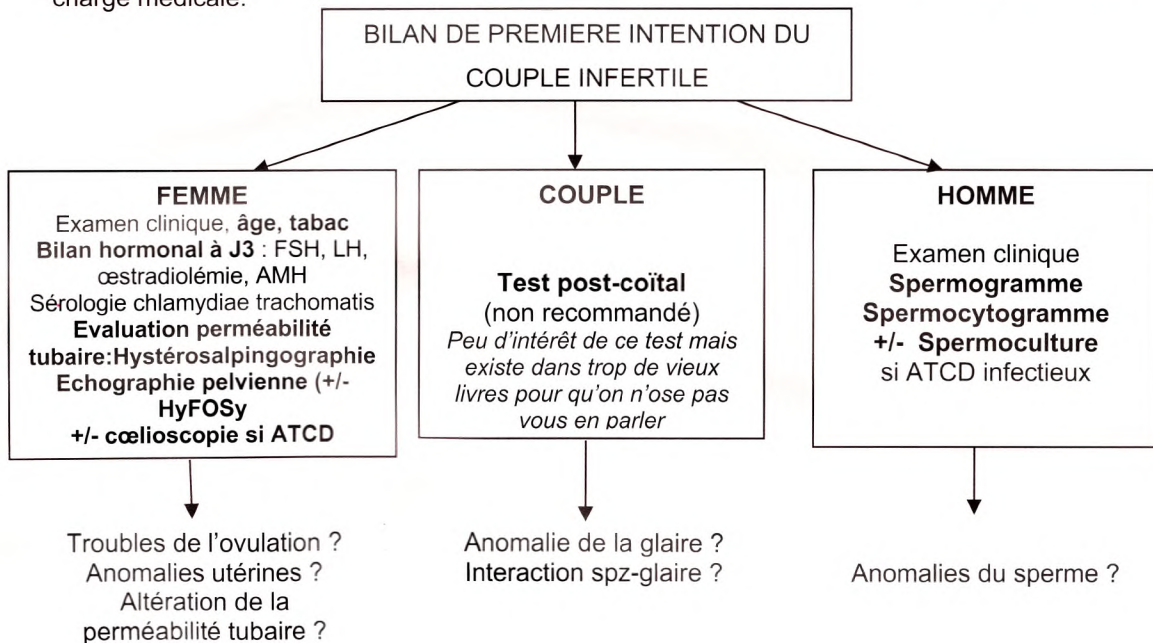 charge médicale.
BILAN DE PREMIERE INTENTION DU
COUPLE INFERTILE
FEMME
Examen clinique, âge, tabac
Bilan hormonal à J3 : FSH, LH,
œstradiolémie, AMH
Sérologie chlamydiae trachomatis
Evaluation perméabilité
tubaire:Hystérosalpingographie
Echographie pelvienne (+/-
HyFOSy
+/- cœlioscopie si ATCD
COUPLE
Test post-coïtal
(non recommandé)
Peu d'intérêt de ce test mais
existe dans trop de vieux
livres pour qu'on n'ose pas
vous en parler
HOMME
Examen clinique
Spermogramme
Spermocytogramme
+/- Spermoculture
si ATCD infectieux
Troubles de l'ovulation ?
Anomalies utérines ?
Altération de la
perméabilité tubaire ?
Anomalie de la glaire ?
Interaction spz-glaire ?
Anomalies du sperme ?